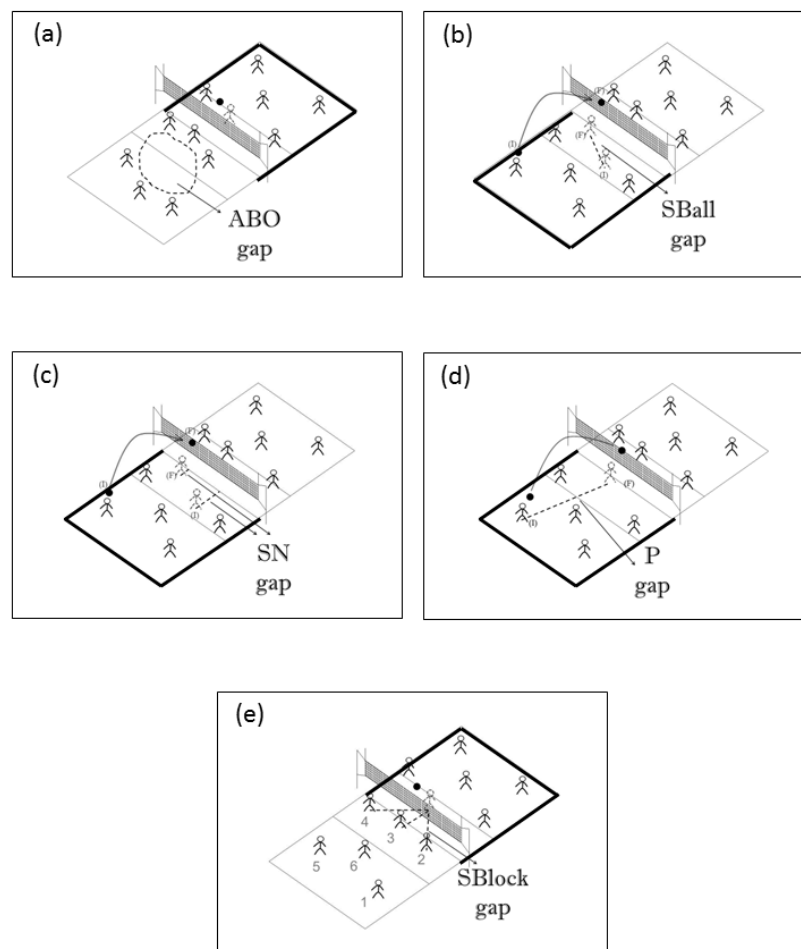 (a)
ABO
gap
(b)
(F)
(I)
(F)
(I)
SBall
gap
(c)
(F)
(I)
(F)
(I)
SN
gap
(d)
(F)
(I)
P
gap
(e)
4
3
2
5
6
1
SBlock
gap